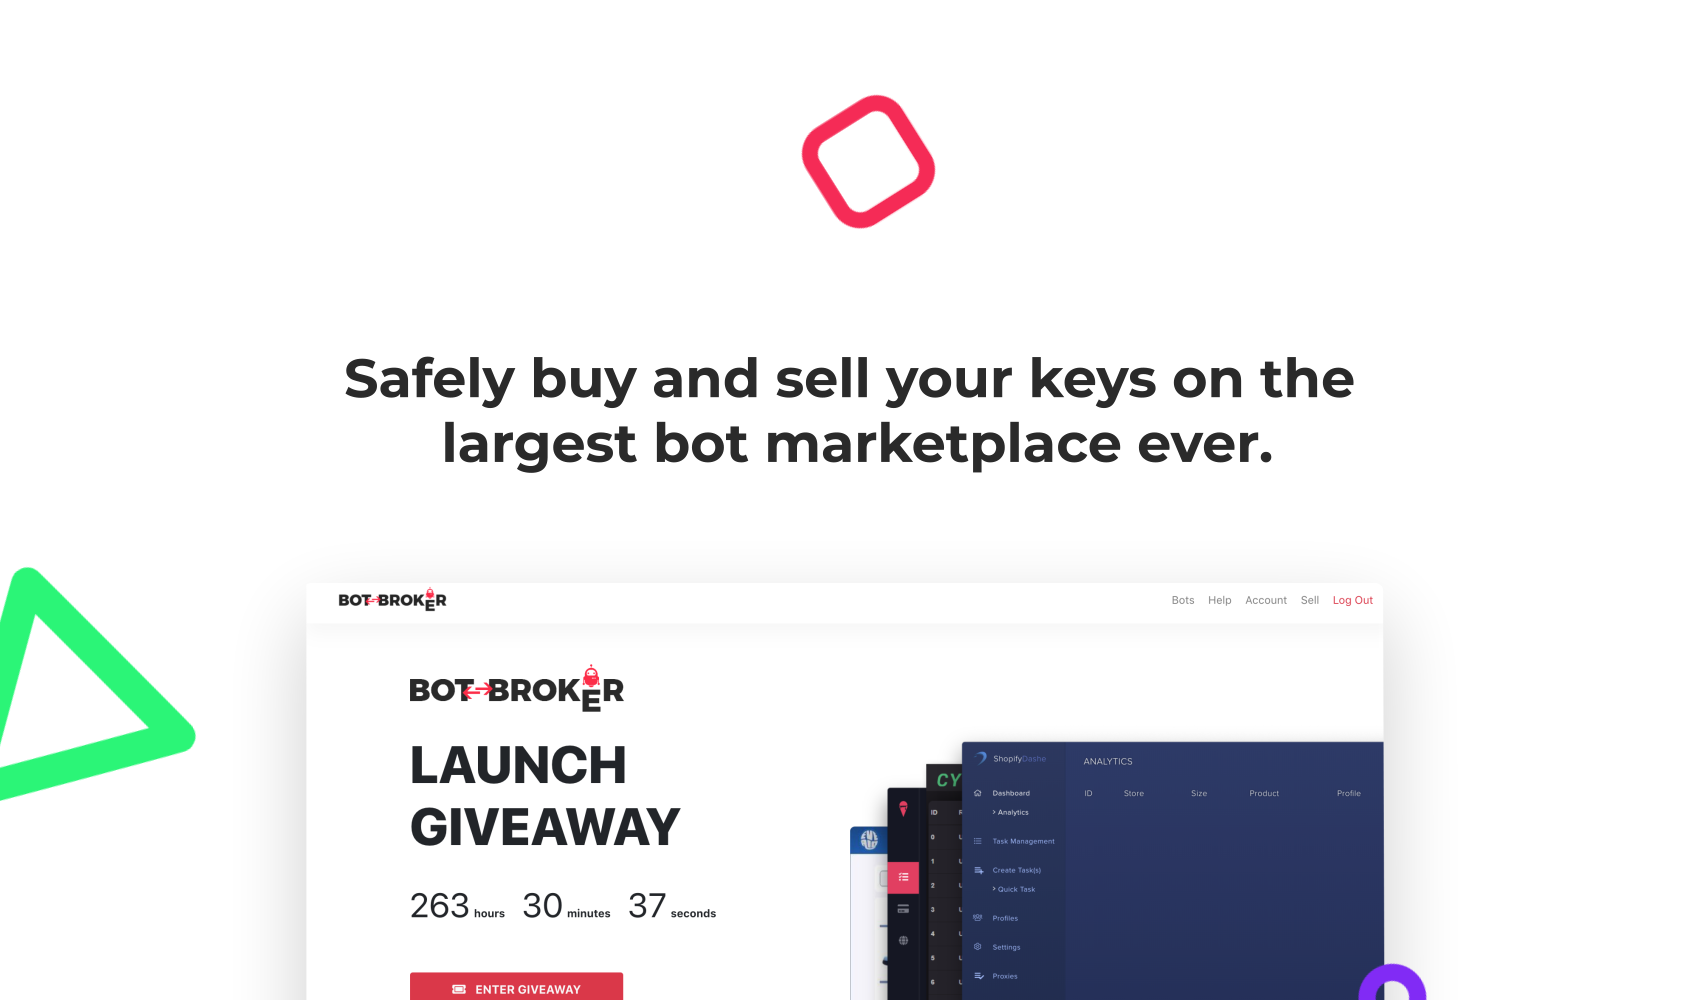 Safely buy and sell your keys on the
largest bot marketplace ever.
BOT BROKER
Bots Help Account Sell Log Out
BOT BROKER
LAUNCH
GIVEAWAY
263 hours 30 minutes 37 seconds
ENTER GIVEAWAY
CY
ID
0
1
2
3
4
5
6
ShopifyDashe
Dashboard
> Analytics
Task Management
Create Task(s)
> Quick Task
Profiles
Settings
Proxies
ANALYTICS
ID Store Size Product Profile